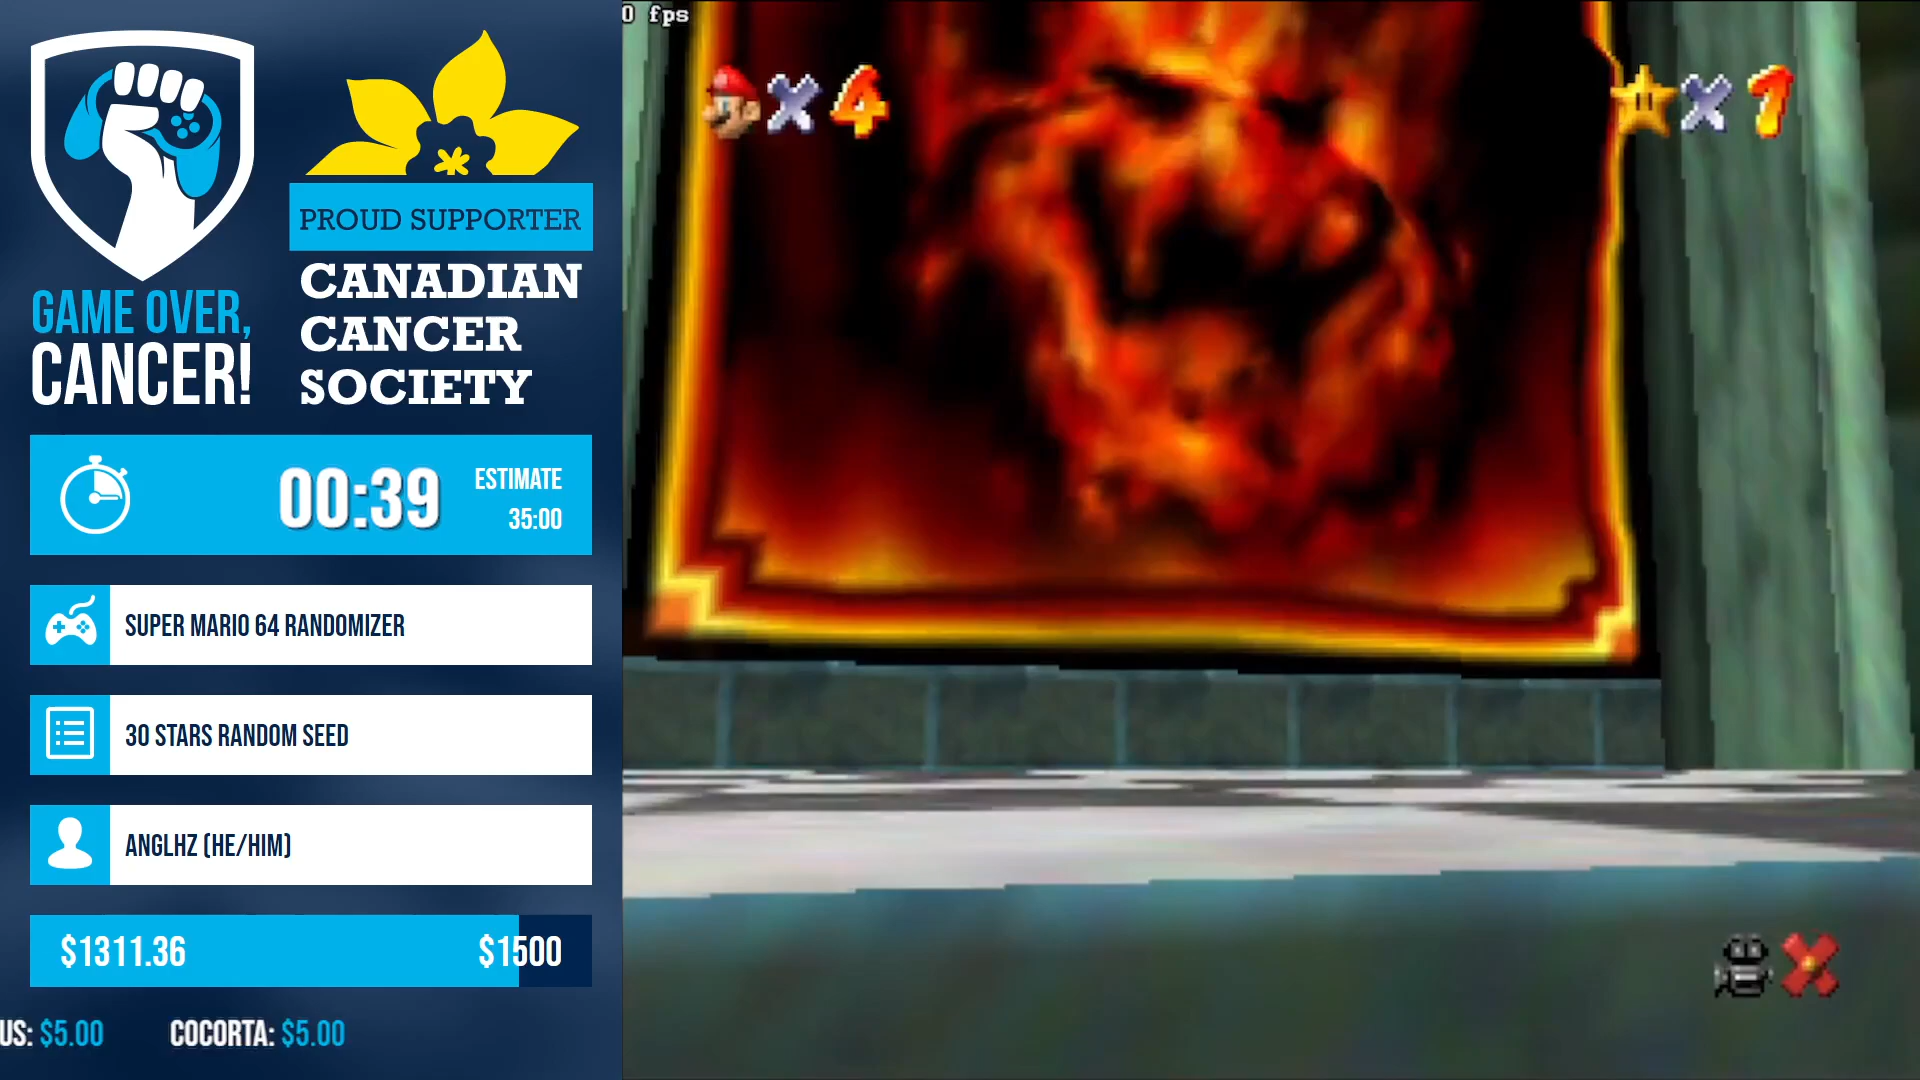 GAME OVER,
CANCER!
PROUD SUPPORTER
CANADIAN
CANCER
SOCIETY
00:39
ESTIMATE
35:00
SUPER MARIO 64 RANDOMIZER
30 STARS RANDOM SEED
ANGLHZ (HE/HIM)
$1311.36 $1500
US: $5.00 COCORTA: $5.00
0 fps
x 4
x 1